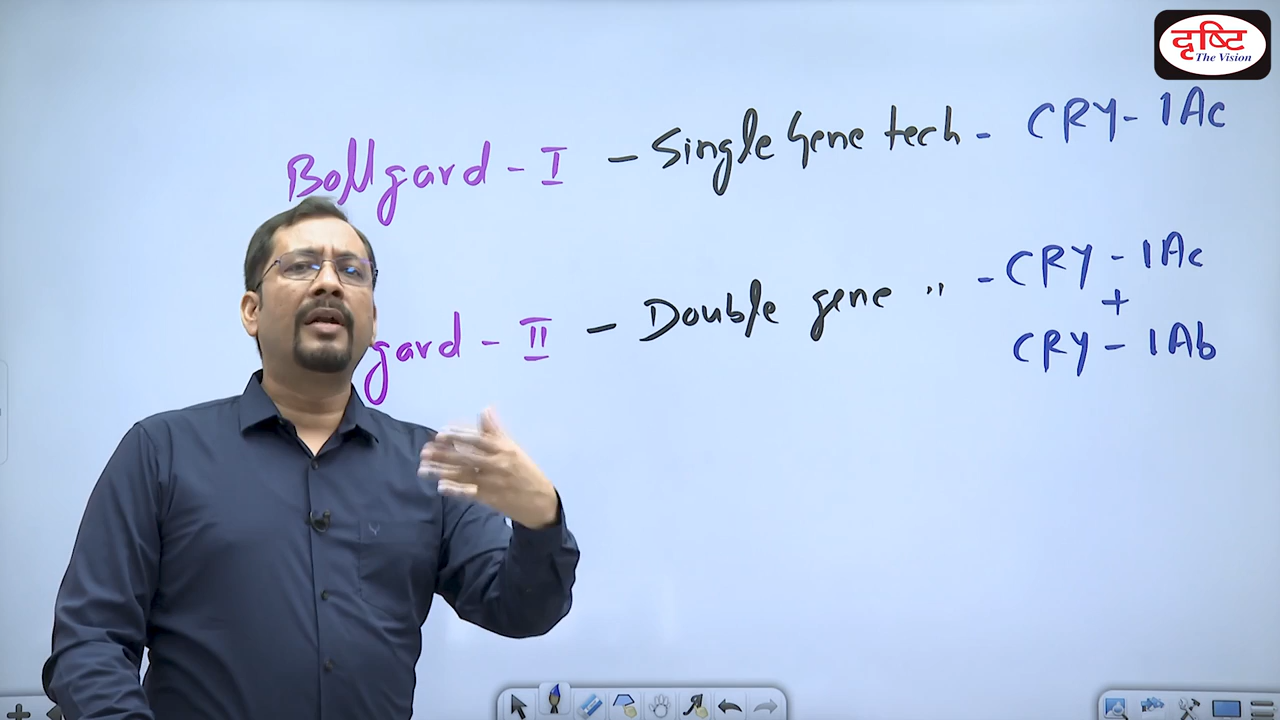 दृष्टि
The Vision
Bollgard - I - Single Gene tech - CRY- 1Ac
gard - II - Double gene " - CRY - 1Ac
+
CRY - 1Ab